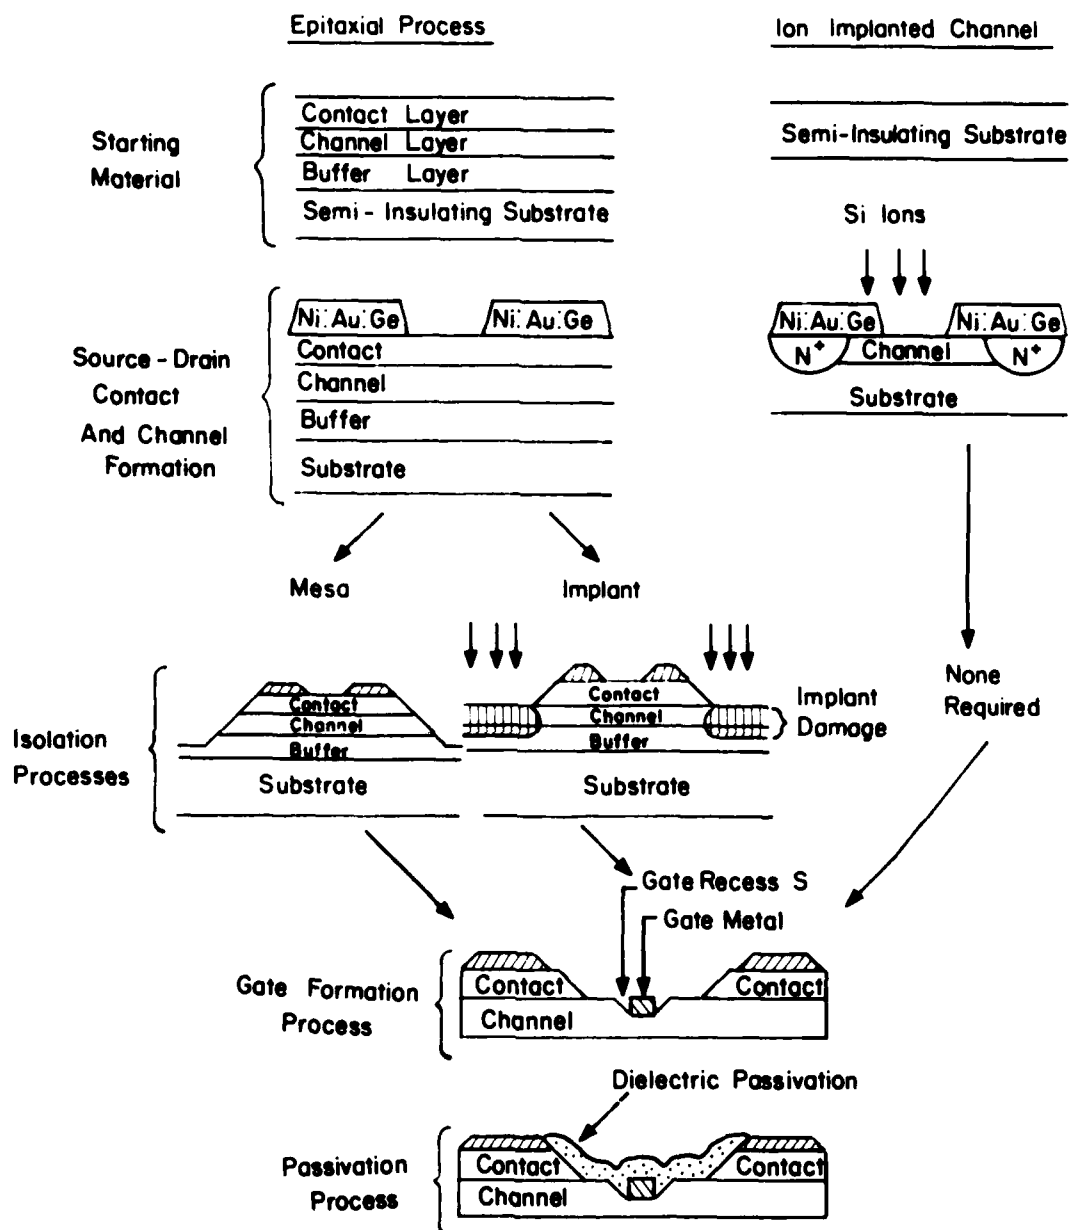 Epitaxial Process
Ion Implanted Channel
Starting
Material
Contact Layer
Channel Layer
Buffer Layer
Semi-Insulating Substrate
Semi-Insulating Substrate
Si Ions
Source-Drain
Contact
And Channel
Formation
Ni:Au:Ge
Ni:Au:Ge
Contact
Channel
Buffer
Substrate
Ni:Au:Ge
Ni:Au:Ge
N+
Channel
N+
Substrate
Mesa
Implant
None
Required
Isolation
Processes
Contact
Channel
Buffer
Substrate
Contact
Channel
Buffer
Substrate
Implant
Damage
Gate Recess S
Gate Metal
Gate Formation
Process
Contact
Contact
Channel
Dielectric Passivation
Passivation
Process
Contact
Contact
Channel